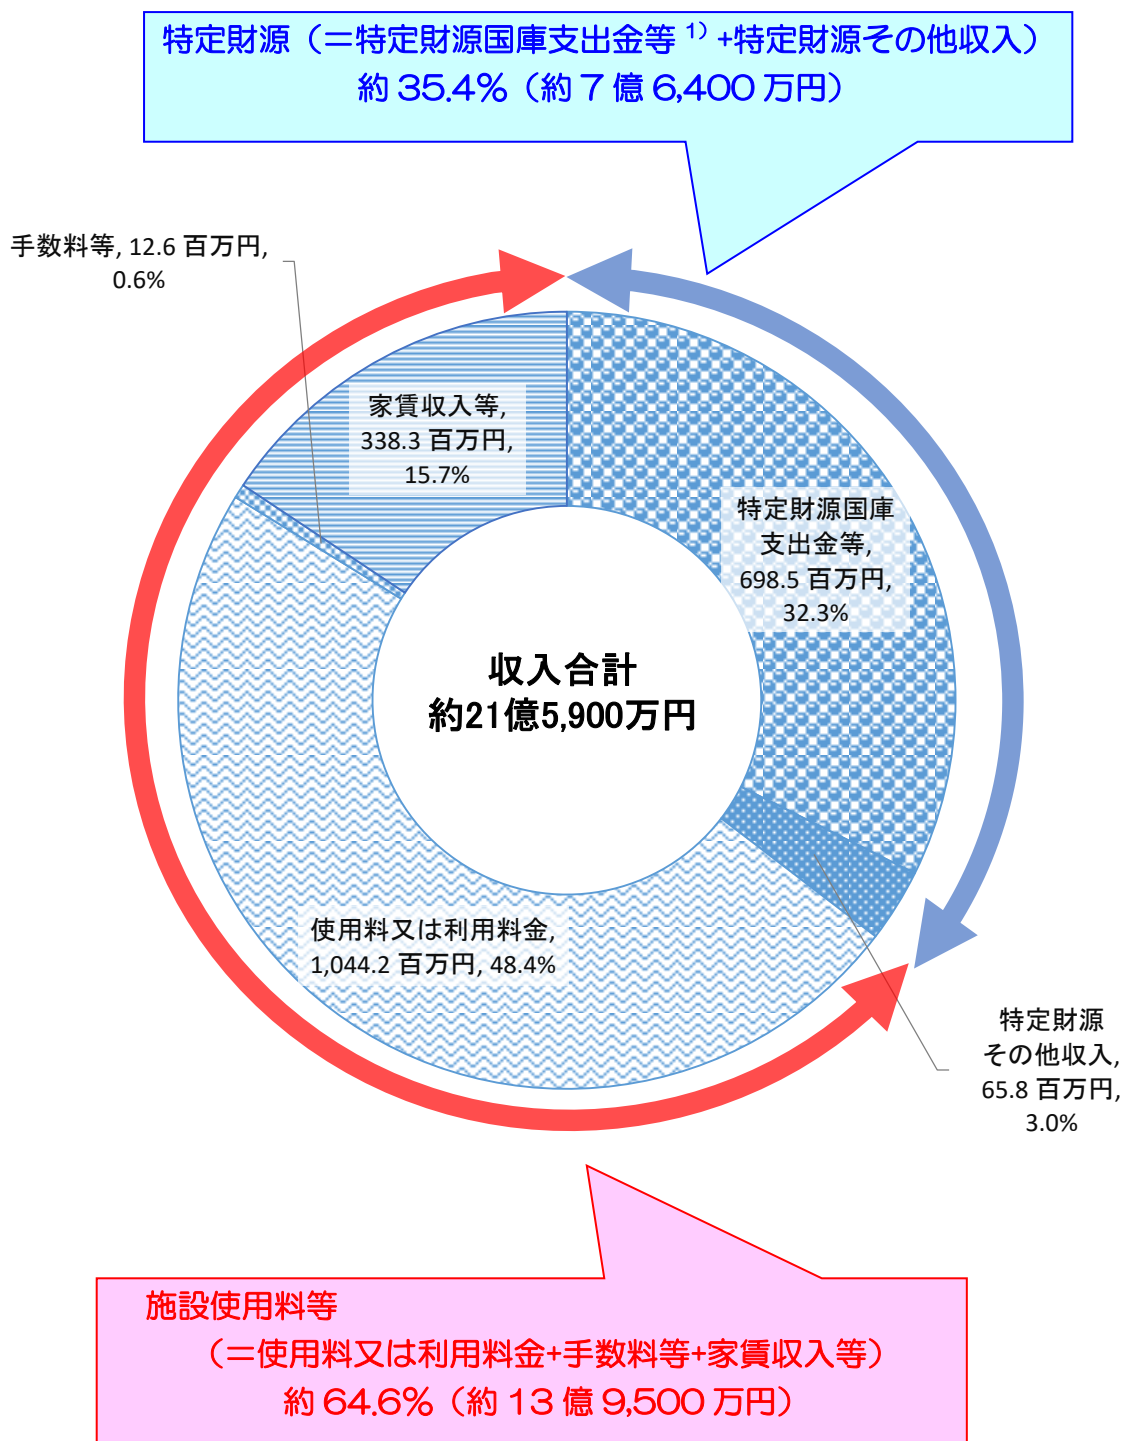 特定財源（＝特定財源国庫支出金等 1）+特定財源その他収入）
約 35.4%（約 7 億 6,400 万円）
手数料等, 12.6 百万円,
0.6%
家賃収入等,
338.3 百万円,
15.7%
特定財源国庫
支出金等,
698.5 百万円,
32.3%
収入合計
約21億5,900万円
使用料又は利用料金,
1,044.2 百万円, 48.4%
特定財源
その他収入,
65.8 百万円,
3.0%
施設使用料等
（＝使用料又は利用料金+手数料等+家賃収入等）
約 64.6%（約 13 億 9,500 万円）